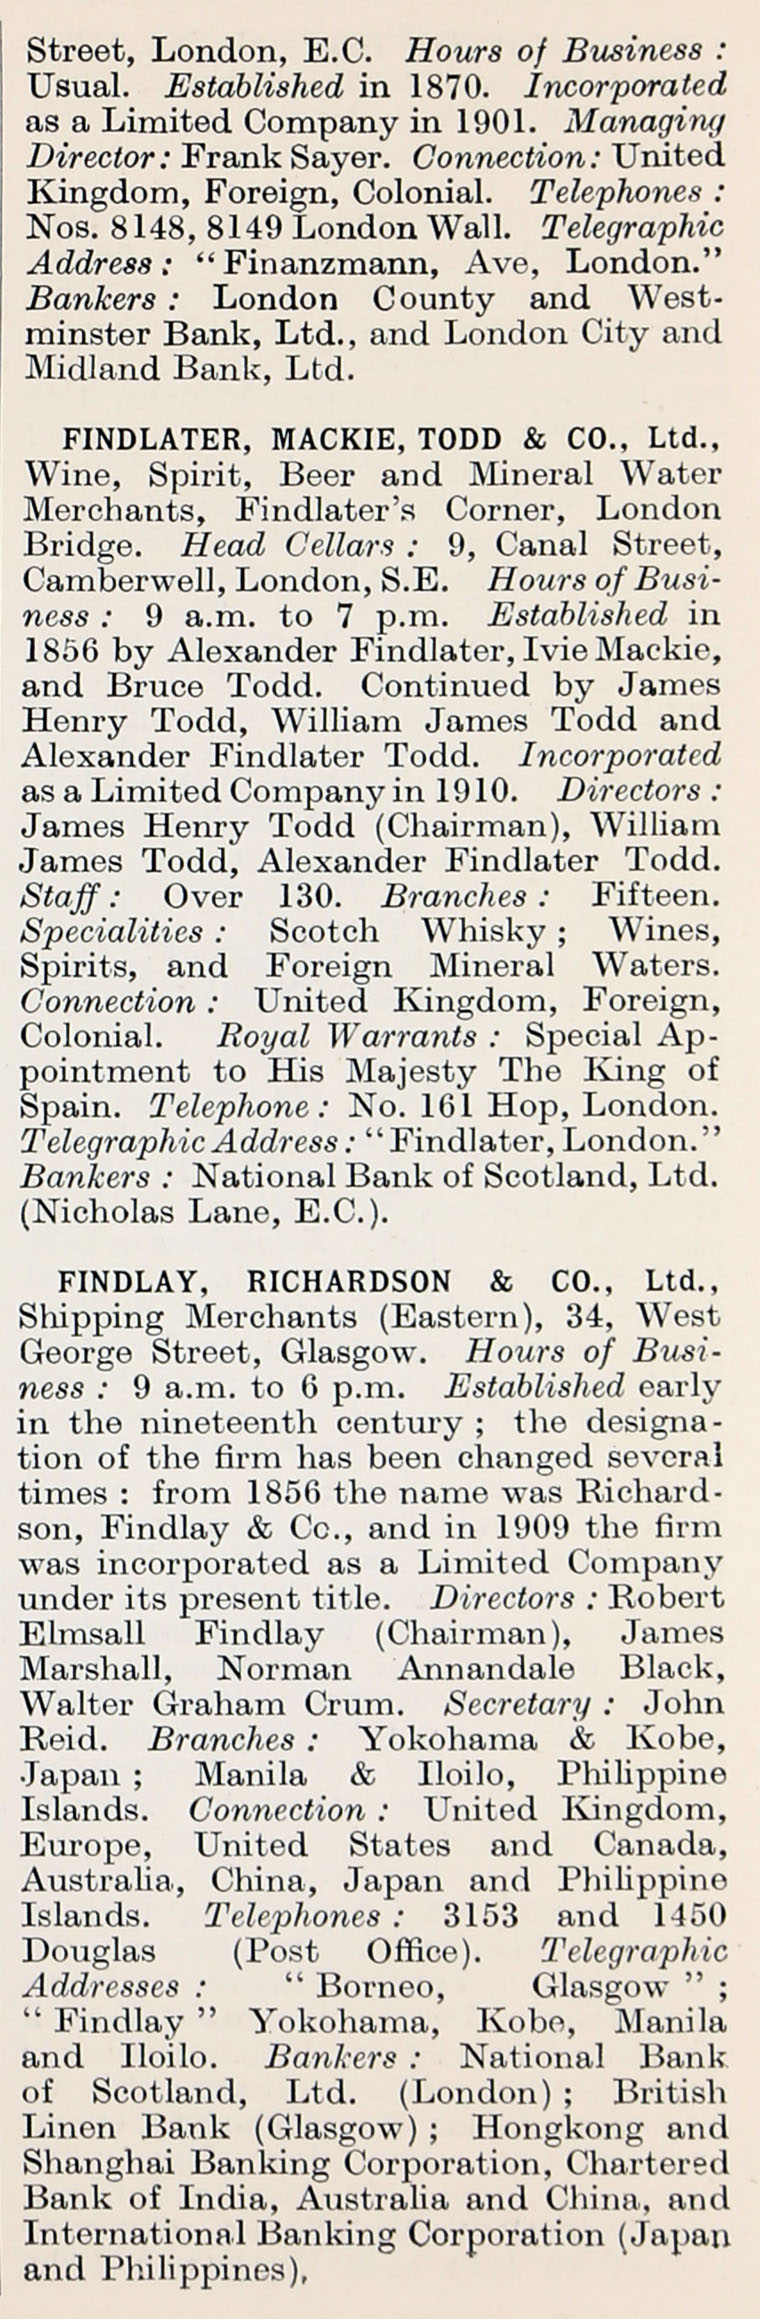 Street, London, E.C. Hours of Business :
Usual. Established in 1870. Incorporated
as a Limited Company in 1901. Managing
Director : Frank Sayer. Connection : United
Kingdom, Foreign, Colonial. Telephones :
Nos. 8148, 8149 London Wall. Telegraphic
Address : “Finanzmann, Ave, London.”
Bankers : London County and West-
minster Bank, Ltd., and London City and
Midland Bank, Ltd.
FINDLATER, MACKIE, TODD & CO., Ltd.,
Wine, Spirit, Beer and Mineral Water
Merchants, Findlater's Corner, London
Bridge. Head Cellars : 9, Canal Street,
Camberwell, London, S.E. Hours of Busi-
ness : 9 a.m. to 7 p.m. Established in
1856 by Alexander Findlater, Ivie Mackie,
and Bruce Todd. Continued by James
Henry Todd, William James Todd and
Alexander Findlater Todd. Incorporated
as a Limited Company in 1910. Directors :
James Henry Todd (Chairman), William
James Todd, Alexander Findlater Todd.
Staff : Over 130. Branches : Fifteen.
Specialities : Scotch Whisky ; Wines,
Spirits, and Foreign Mineral Waters.
Connection : United Kingdom, Foreign,
Colonial. Royal Warrants : Special Ap-
pointment to His Majesty The King of
Spain. Telephone : No. 161 Hop, London.
Telegraphic Address : “Findlater, London.”
Bankers : National Bank of Scotland, Ltd.
(Nicholas Lane, E.C.).
FINDLAY, RICHARDSON & CO., Ltd.,
Shipping Merchants (Eastern), 34, West
George Street, Glasgow. Hours of Busi-
ness : 9 a.m. to 6 p.m. Established early
in the nineteenth century ; the designa-
tion of the firm has been changed several
times : from 1856 the name was Richard-
son, Findlay & Co., and in 1909 the firm
was incorporated as a Limited Company
under its present title. Directors : Robert
Elmsall Findlay (Chairman), James
Marshall, Norman Annandale Black,
Walter Graham Crum. Secretary : John
Reid. Branches : Yokohama & Kobe,
Japan ; Manila & Iloilo, Philippine
Islands. Connection : United Kingdom,
Europe, United States and Canada,
Australia, China, Japan and Philippine
Islands. Telephones : 3153 and 1450
Douglas (Post Office). Telegraphic
Addresses : “ Borneo, Glasgow ” ;
“ Findlay ” Yokohama, Kobe, Manila
and Iloilo. Bankers : National Bank
of Scotland, Ltd. (London) ; British
Linen Bank (Glasgow) ; Hongkong and
Shanghai Banking Corporation, Chartered
Bank of India, Australia and China, and
International Banking Corporation (Japan
and Philippines),